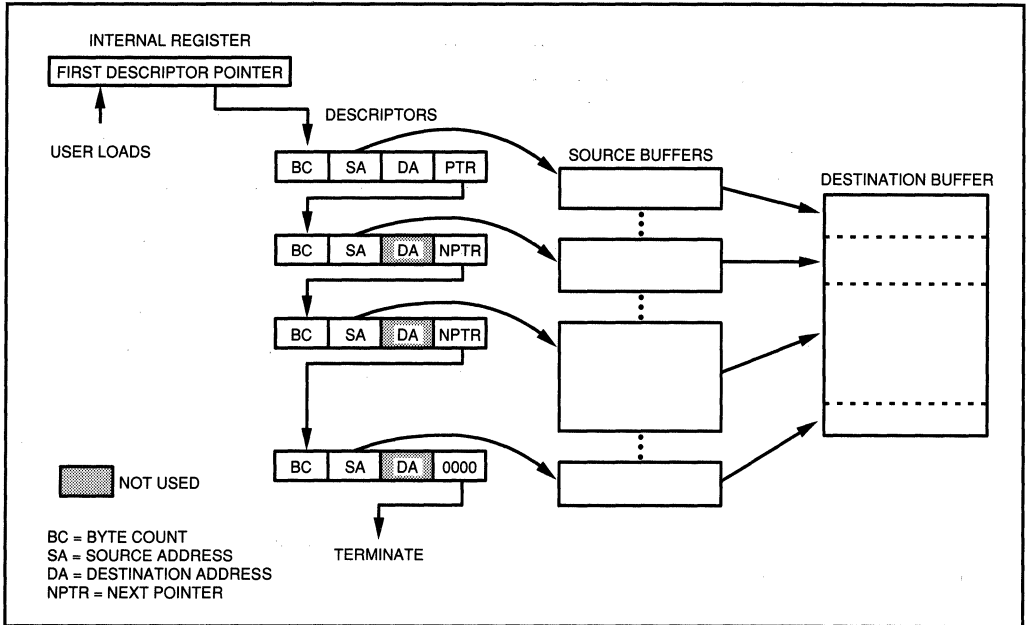 INTERNAL REGISTER
FIRST DESCRIPTOR POINTER
USER LOADS
DESCRIPTORS
BC SA DA PTR
SOURCE BUFFERS
DESTINATION BUFFER
BC SA DA NPTR
BC SA DA NPTR
BC SA DA 0000
TERMINATE
NOT USED
BC = BYTE COUNT
SA = SOURCE ADDRESS
DA = DESTINATION ADDRESS
NPTR = NEXT POINTER